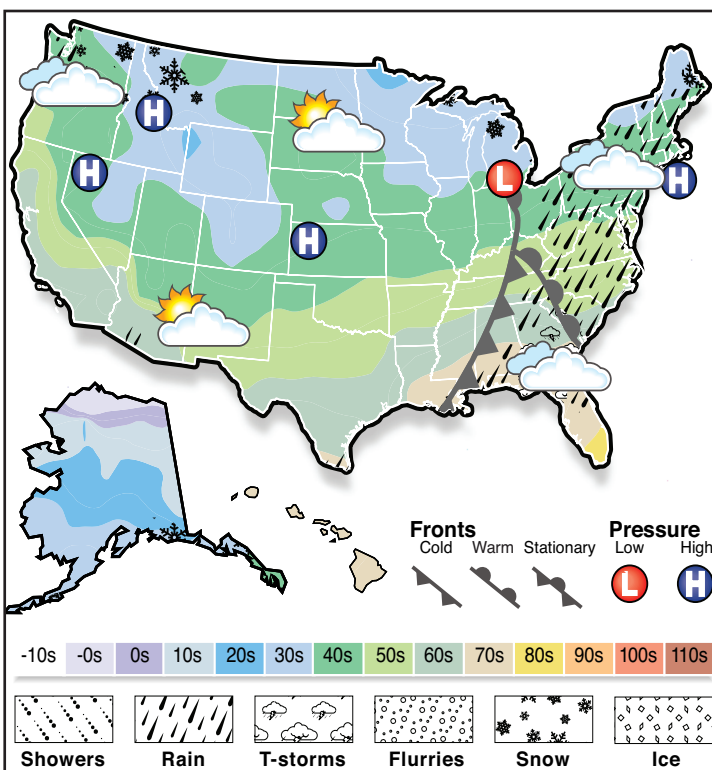 H
H
L
H
H
Fronts
Cold Warm Stationary
Pressure
Low High
L H
-10s -0s 0s 10s 20s 30s 40s 50s 60s 70s 80s 90s 100s 110s
Showers Rain T-storms Flurries Snow Ice